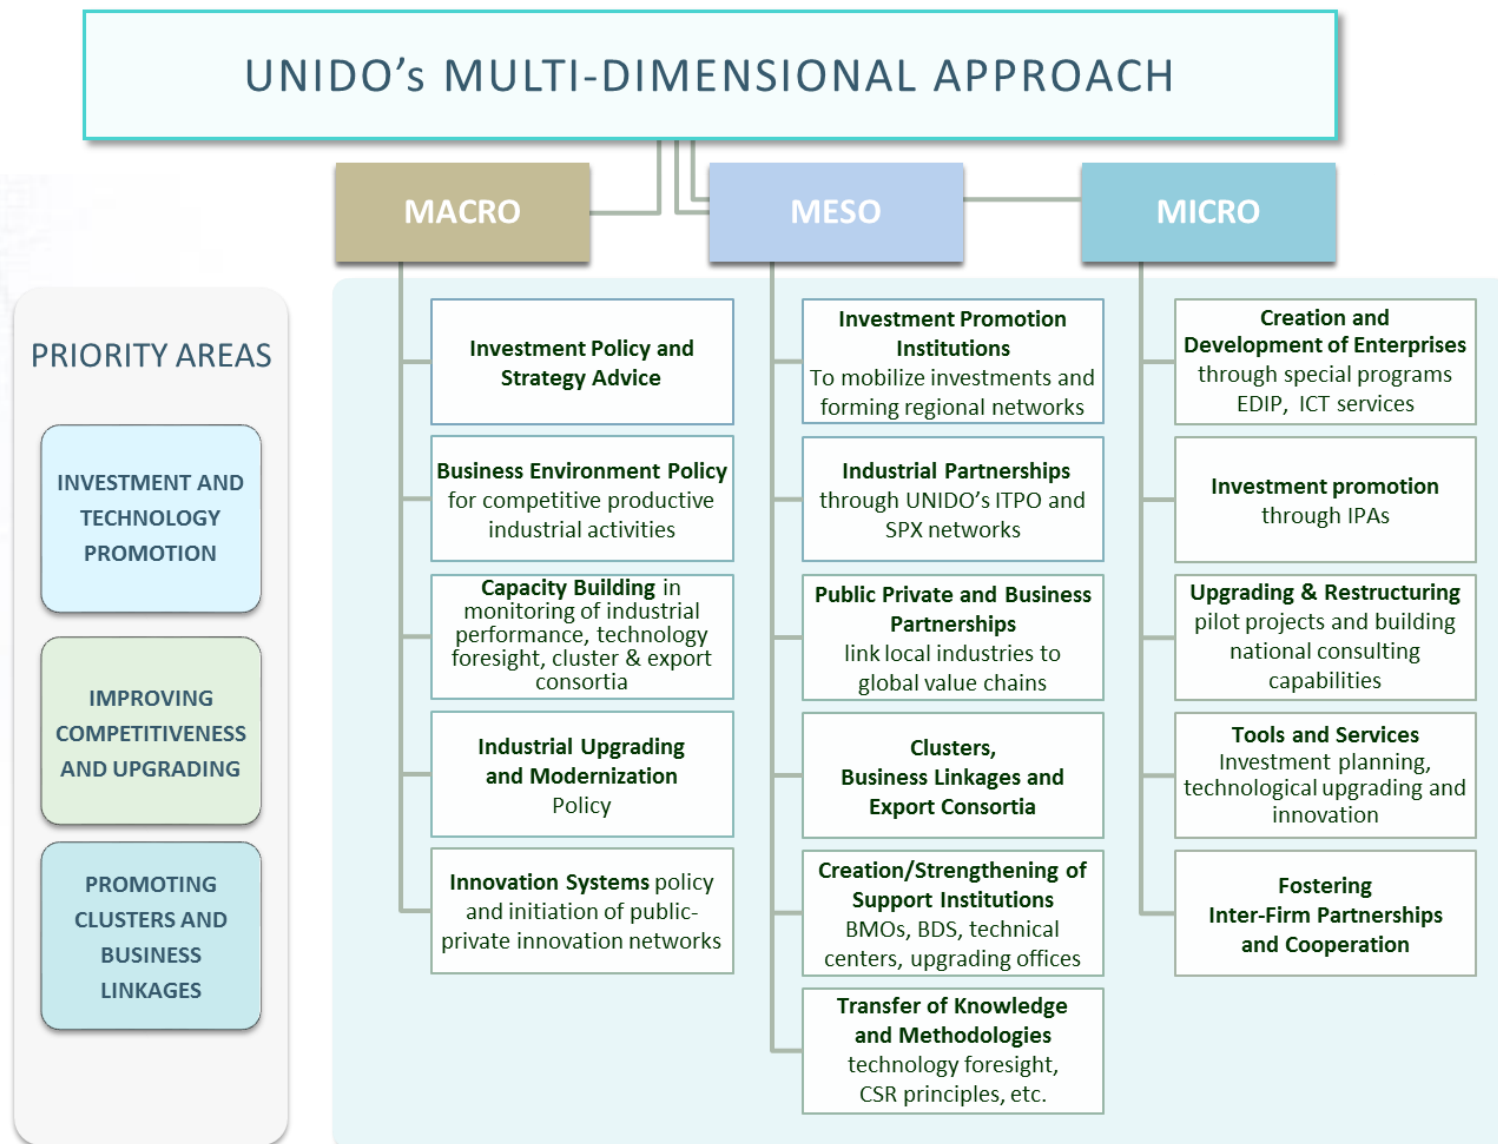 UNIDO's MULTI-DIMENSIONAL APPROACH
MACRO
MESO
MICRO
PRIORITY AREAS
INVESTMENT AND
TECHNOLOGY
PROMOTION
IMPROVING
COMPETITIVENESS
AND UPGRADING
PROMOTING
CLUSTERS AND
BUSINESS
LINKAGES
Investment Policy and
Strategy Advice
Business Environment Policy
for competitive productive
industrial activities
Capacity Building in
monitoring of industrial
performance, technology
foresight, cluster & export
consortia
Industrial Upgrading
and Modernization
Policy
Innovation Systems policy
and initiation of public-
private innovation networks
Investment Promotion
Institutions
To mobilize investments and
forming regional networks
Industrial Partnerships
through UNIDO's ITPO and
SPX networks
Public Private and Business
Partnerships
link local industries to
global value chains
Clusters,
Business Linkages and
Export Consortia
Creation/Strengthening of
Support Institutions
BMOs, BDS, technical
centers, upgrading offices
Transfer of Knowledge
and Methodologies
technology foresight,
CSR principles, etc.
Creation and
Development of Enterprises
through special programs
EDIP, ICT services
Investment promotion
through IPAs
Upgrading & Restructuring
pilot projects and building
national consulting
capabilities
Tools and Services
Investment planning,
technological upgrading and
innovation
Fostering
Inter-Firm Partnerships
and Cooperation